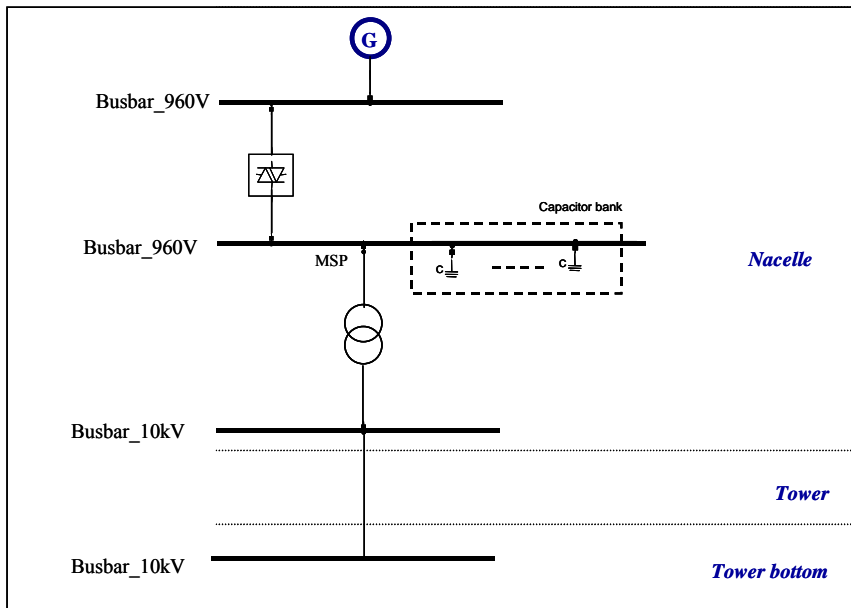 G
Busbar_960V
Capacitor bank
Busbar_960V
MSP
C
C
Nacelle
Busbar_10kV
Tower
Busbar_10kV
Tower bottom